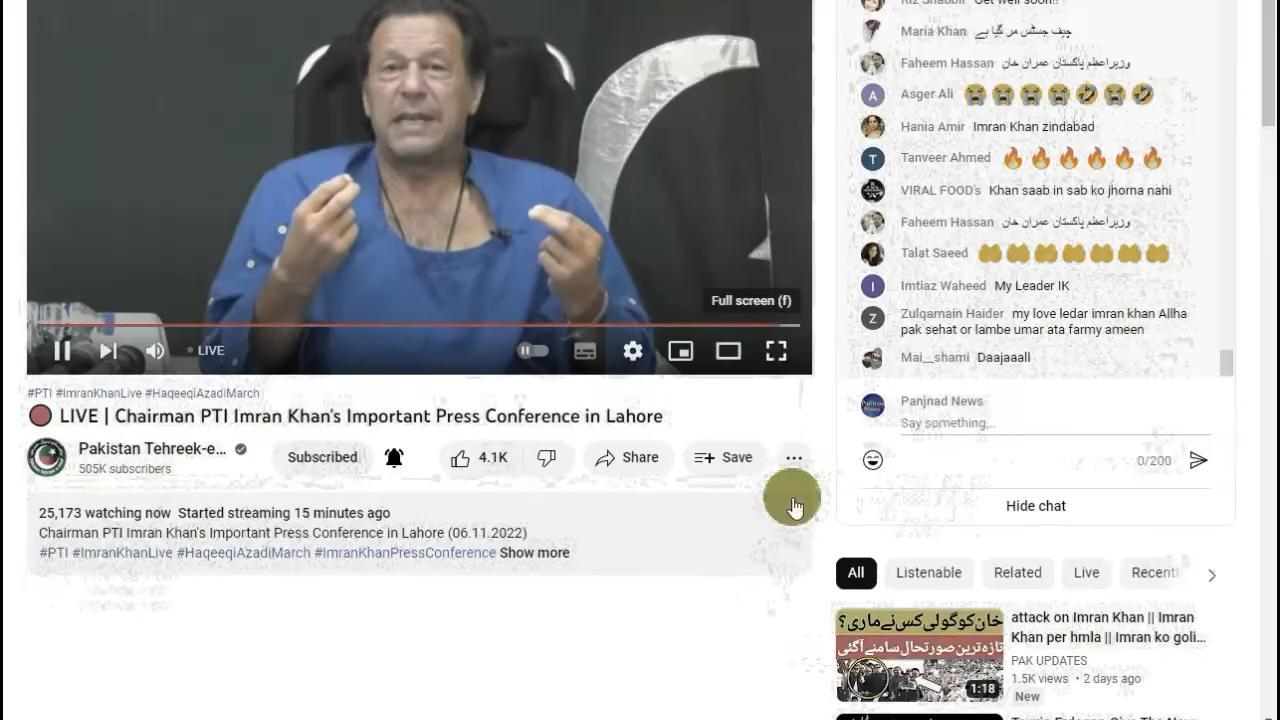 Get well soon!!
Maria Khan چیف جسٹس مر گیا ہے
Faheem Hassan وزیراعظم پاکستان عمران خان
Asger Ali 😭😭😭😭🤣😭🤣
Hania Amir Imran Khan zindabad
Tanveer Ahmed 🔥🔥🔥🔥🔥🔥
VIRAL FOOD's Khan saab in sab ko jhorna nahi
Faheem Hassan وزیراعظم پاکستان عمران خان
Talat Saeed 🤲🤲🤲🤲🤲🤲🤲
Imtiaz Waheed My Leader IK
Zulqarnain Haider my love ledar imran khan Allha
pak sehat or lambe umar ata farmy ameen
Mai__shami Daajaaall
Panjnad News
Say something...
0/200
Hide chat
Full screen (f)
LIVE
#PTI #ImranKhanLive #HaqeeqiAzadiMarch
LIVE | Chairman PTI Imran Khan's Important Press Conference in Lahore
Pakistan Tehreek-e...
505K subscribers
Subscribed
4.1K
Share
Save
25,173 watching now Started streaming 15 minutes ago
Chairman PTI Imran Khan's Important Press Conference in Lahore (06.11.2022)
#PTI #ImranKhanLive #HaqeeqiAzadiMarch #ImranKhanPressConference Show more
All Listenable Related Live Recent
خان کو گولی کس نے ماری؟
تازہ ترین صورتحال سامنے آگئی
1:18
attack on Imran Khan || Imran
Khan per hmla || Imran ko goli...
PAK UPDATES
1.5K views • 2 days ago
New